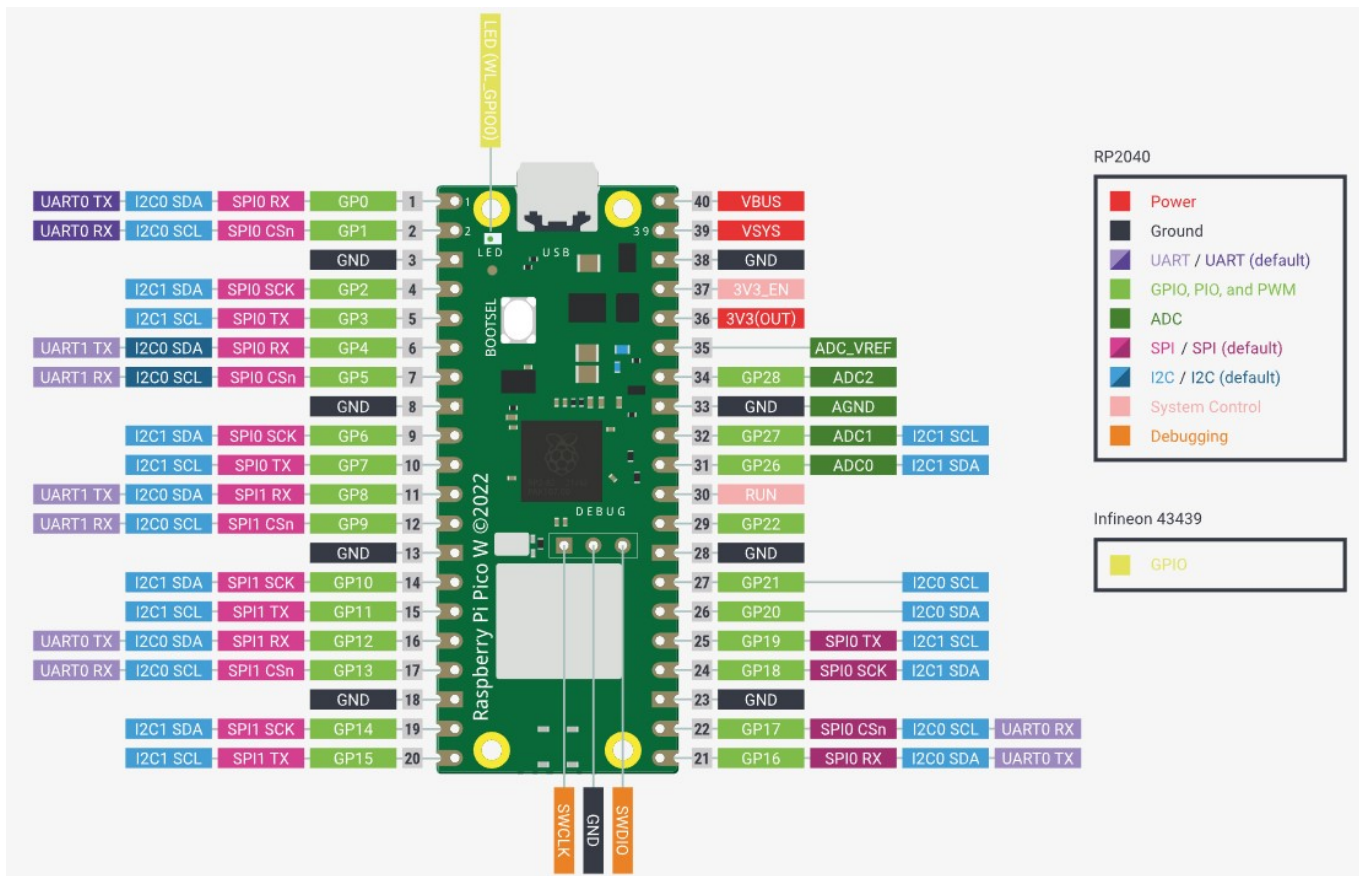 LED (WL_GPIO0)
UART0 TX I2C0 SDA SPI0 RX GP0 1 1 40 VBUS
UART0 RX I2C0 SCL SPI0 CSn GP1 2 2 39 39 VSYS
LED USB
GND 3 38 GND
I2C1 SDA SPI0 SCK GP2 4 37 3V3_EN
I2C1 SCL SPI0 TX GP3 5 BOOTSEL 36 3V3(OUT)
UART1 TX I2C0 SDA SPI0 RX GP4 6 35 ADC_VREF
UART1 RX I2C0 SCL SPI0 CSn GP5 7 34 GP28 ADC2
GND 8 33 GND AGND
I2C1 SDA SPI0 SCK GP6 9 32 GP27 ADC1 I2C1 SCL
I2C1 SCL SPI0 TX GP7 10 31 GP26 ADC0 I2C1 SDA
UART1 TX I2C0 SDA SPI1 RX GP8 11 30 RUN
DEBUG
UART1 RX I2C0 SCL SPI1 CSn GP9 12 29 GP22
GND 13 28 GND
I2C1 SDA SPI1 SCK GP10 14 27 GP21 I2C0 SCL
I2C1 SCL SPI1 TX GP11 15 26 GP20 I2C0 SDA
UART0 TX I2C0 SDA SPI1 RX GP12 16 25 GP19 SPI0 TX I2C1 SCL
UART0 RX I2C0 SCL SPI1 CSn GP13 17 24 GP18 SPI0 SCK I2C1 SDA
GND 18 23 GND
I2C1 SDA SPI1 SCK GP14 19 22 GP17 SPI0 CSn I2C0 SCL UART0 RX
I2C1 SCL SPI1 TX GP15 20 21 GP16 SPI0 RX I2C0 SDA UART0 TX
Raspberry Pi Pico W ©2022
SWCLK
GND
SWDIO
RP2040
Power
Ground
UART / UART (default)
GPIO, PIO, and PWM
ADC
SPI / SPI (default)
I2C / I2C (default)
System Control
Debugging
Infineon 43439
GPIO